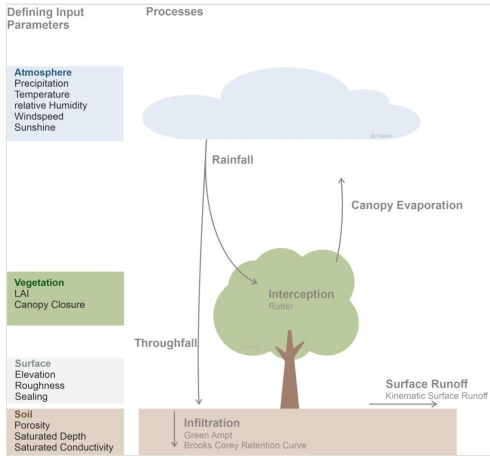 Defining Input
Parameters
Processes
Atmosphere
Precipitation
Temperature
relative Humidity
Windspeed
Sunshine
Rainfall
Canopy Evaporation
Vegetation
LAI
Canopy Closure
Interception
Rutter
Throughfall
Surface
Elevation
Roughness
Sealing
Surface Runoff
Kinematic Surface Runoff
Soil
Porosity
Saturated Depth
Saturated Conductivity
Infiltration
Green Ampt
Brooks Corey Retention Curve